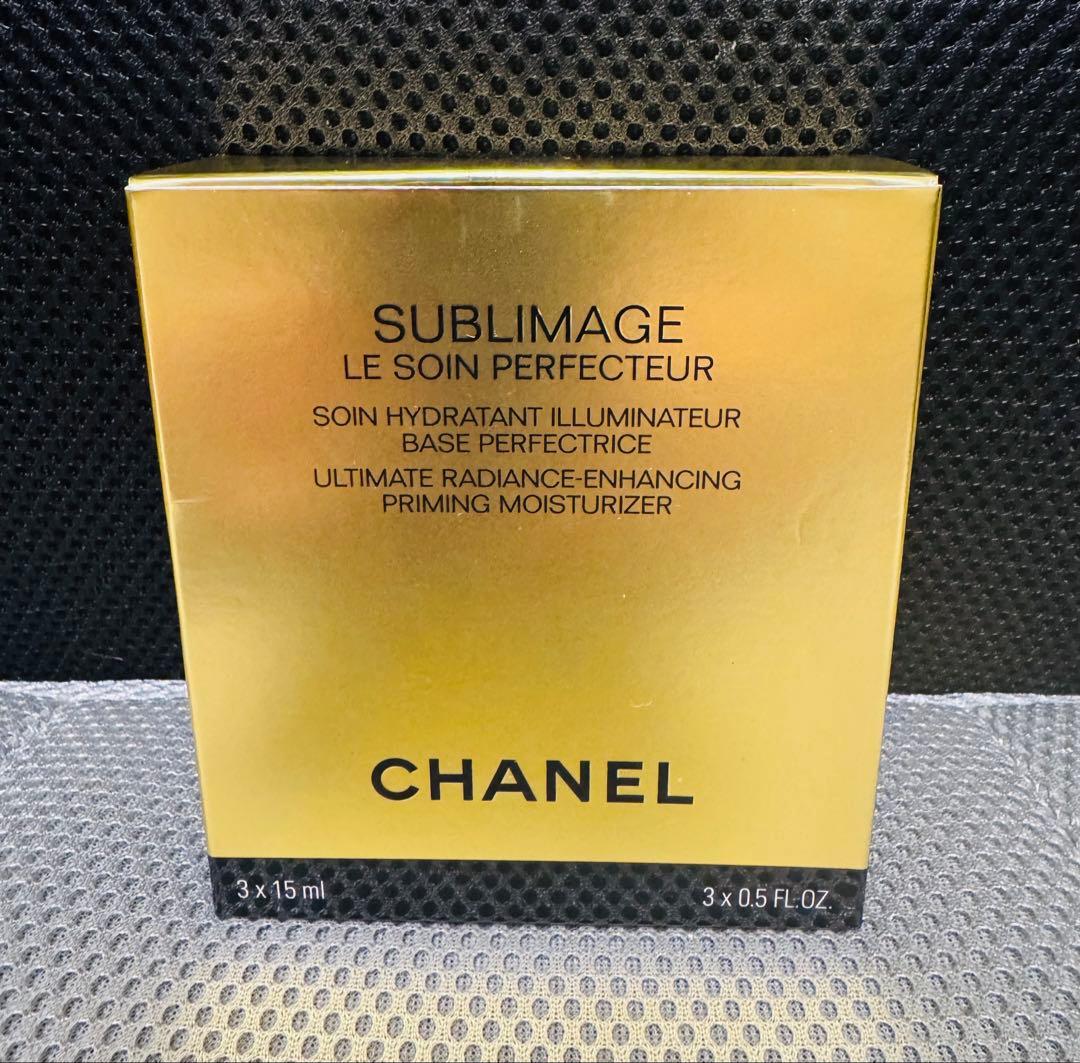 SUBLIMAGE
LE SOIN PERFECTEUR
SOIN HYDRATANT ILLUMINATEUR
BASE PERFECTRICE
ULTIMATE RADIANCE-ENHANCING
PRIMING MOISTURIZER
CHANEL
3 x 15 ml
3 x 0.5 FL.OZ.